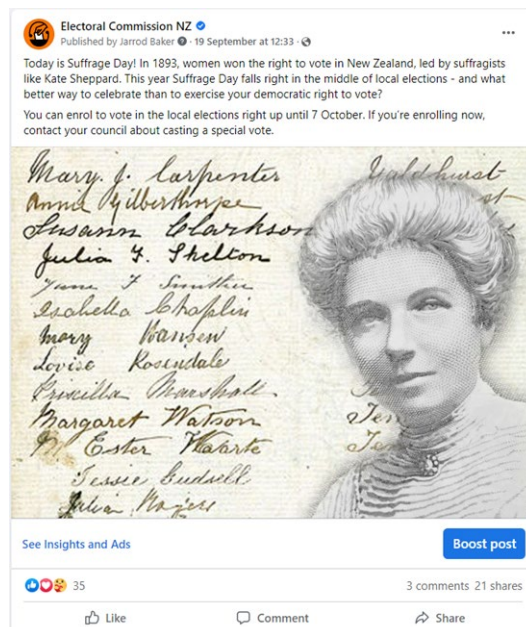 Electoral Commission NZ
Published by Jarrod Baker · 19 September at 12:33 ·
Today is Suffrage Day! In 1893, women won the right to vote in New Zealand, led by suffragists
like Kate Sheppard. This year Suffrage Day falls right in the middle of local elections - and what
better way to celebrate than to exercise your democratic right to vote?
You can enrol to vote in the local elections right up until 7 October. If you're enrolling now,
contact your council about casting a special vote.
Mary. J. Carpenter
Annie Gilberthorpe
Susann Clarkson
Julia F. Shelton
Jane F Smither
Isabella Chaplin
Mary Hansen
Lovise Rosendale
Priscilla Marshall
Margaret Watson
M Ester
Jessie
See Insights and Ads
Boost post
35
3 comments 21 shares
Like Comment Share